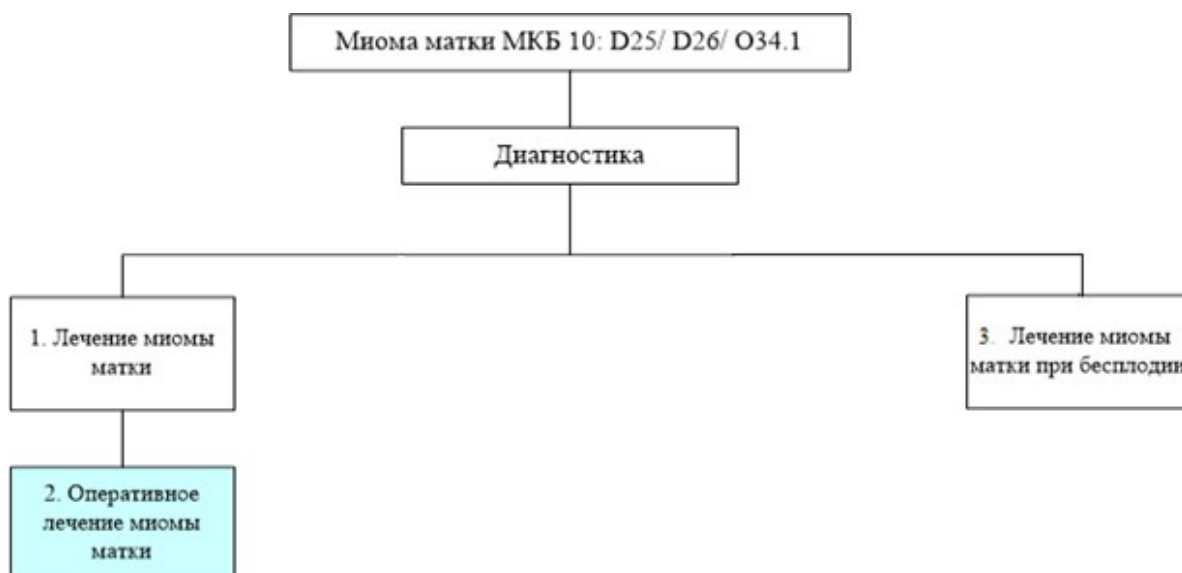 Миома матки МКБ 10: D25/ D26/ O34.1
Диагностика
1. Лечение миомы
матки
3. Лечение миомы
матки при бесплодии
2. Оперативное
лечение миомы
матки